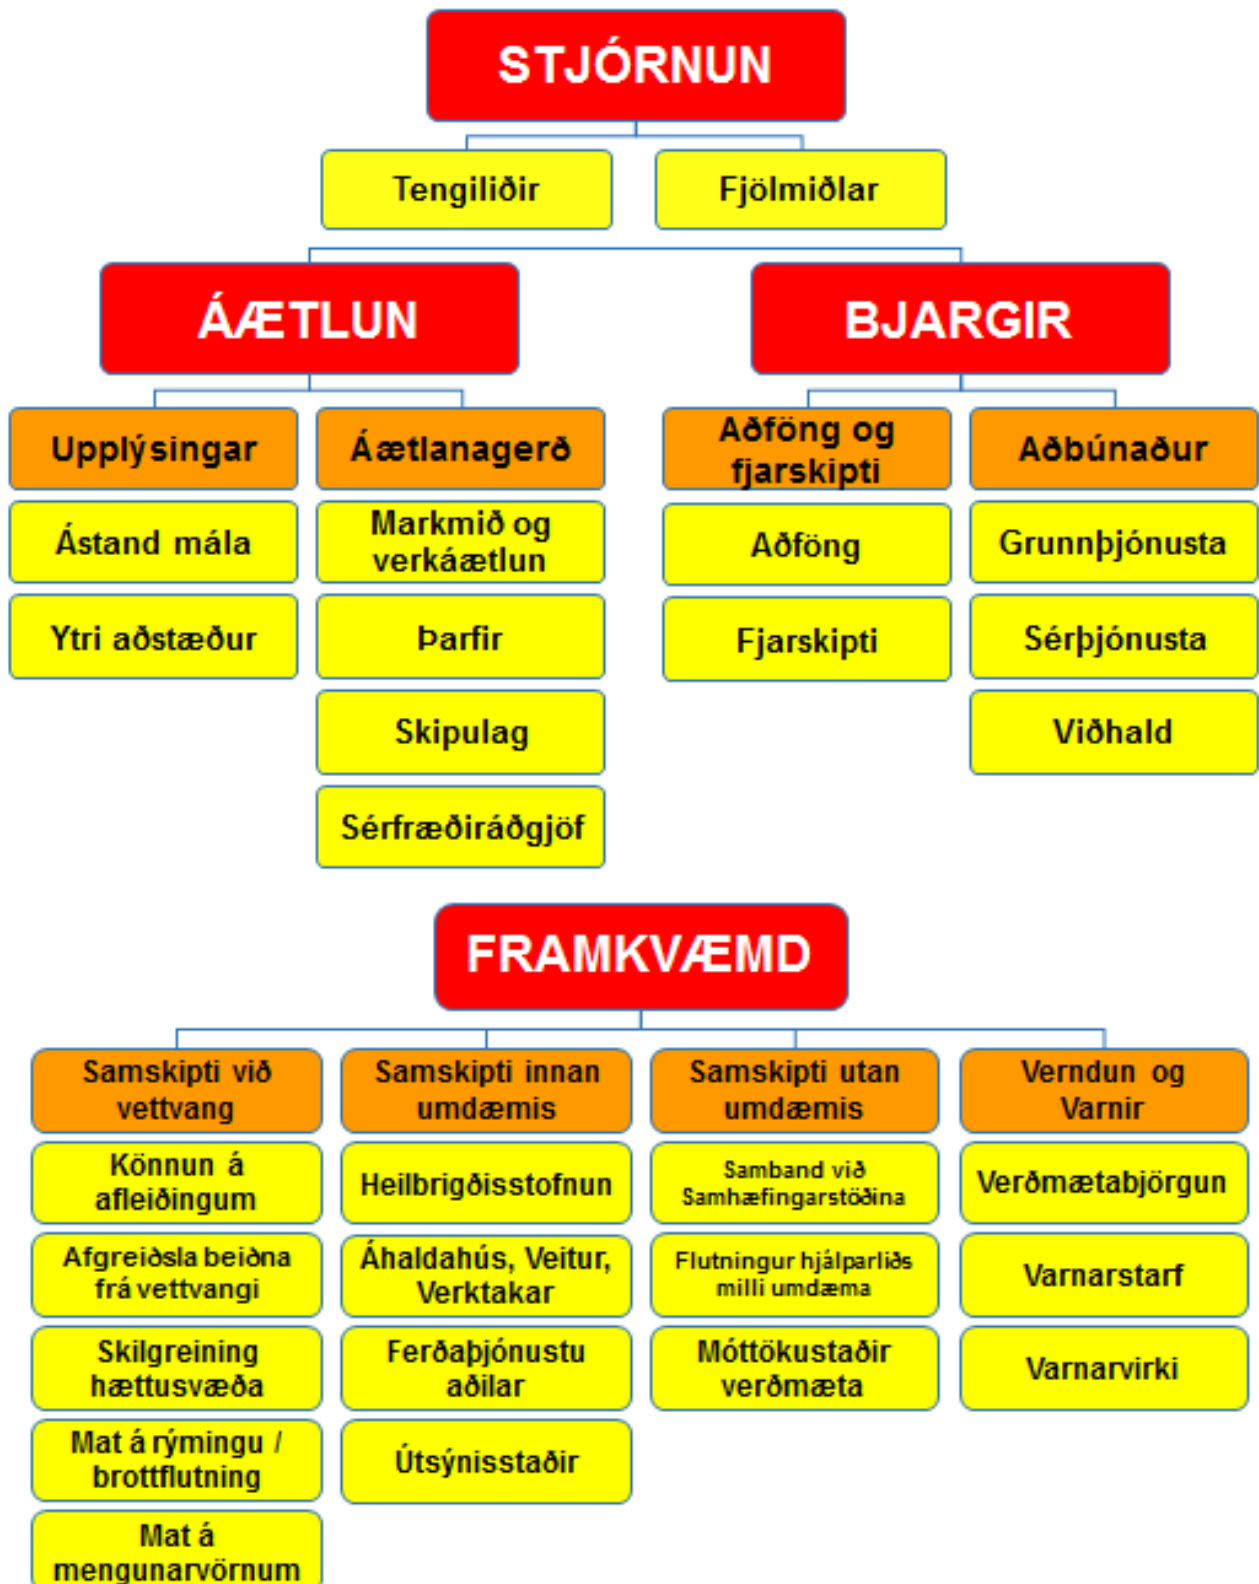 STJÓRNUN
Tengiliðir
Fjölmiðlar
ÁÆTLUN
BJARGIR
Upplýsingar
Ástand mála
Ytri aðstæður
Áætlanagerð
Markmið og
verkáætlun
Þarfir
Skipulag
Sérfræðiráðgjöf
Aðföng og
fjarskipti
Aðföng
Fjarskipti
Aðbúnaður
Grunnþjónusta
Sérþjónusta
Viðhald
FRAMKVÆMD
Samskipti við
vettvang
Könnun á
afleiðingum
Afgreiðsla beiðna
frá vettvangi
Skilgreining
hættusvæða
Mat á rýmingu /
brottflutning
Mat á
mengunarvörnum
Samskipti innan
umdæmis
Heilbrigðisstofnun
Áhaldahús, Veitur,
Verktakar
Ferðaþjónustu
aðilar
Útsýnisstaðir
Samskipti utan
umdæmis
Samband við
Samhæfingarstöðina
Flutningur hjálparliðs
milli umdæma
Móttökustaðir
verðmæta
Verndun og
Varnir
Verðmætabjörgun
Varnarstarf
Varnarvirki